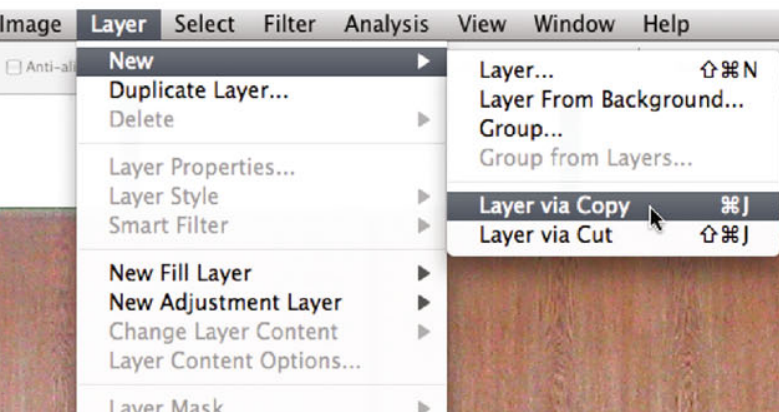 Image Layer Select Filter Analysis View Window Help
Anti-ali
New
Duplicate Layer...
Delete
Layer Properties...
Layer Style
Smart Filter
New Fill Layer
New Adjustment Layer
Change Layer Content
Layer Content Options...
Layer Mask
Layer... ⇧⌘N
Layer From Background...
Group...
Group from Layers...
Layer via Copy ⌘J
Layer via Cut ⇧⌘J